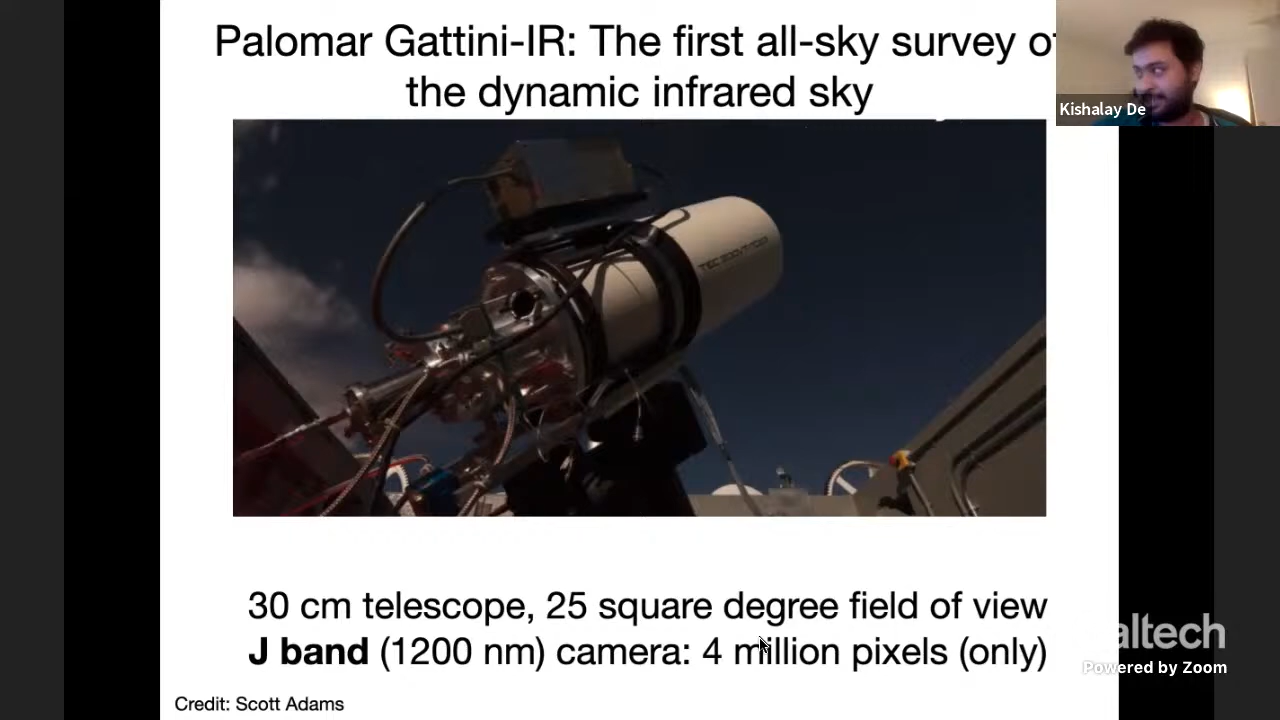 Palomar Gattini-IR: The first all-sky survey of
the dynamic infrared sky
Kishalay De
30 cm telescope, 25 square degree field of view
J band (1200 nm) camera: 4 million pixels (only)
altech
Powered by Zoom
Credit: Scott Adams